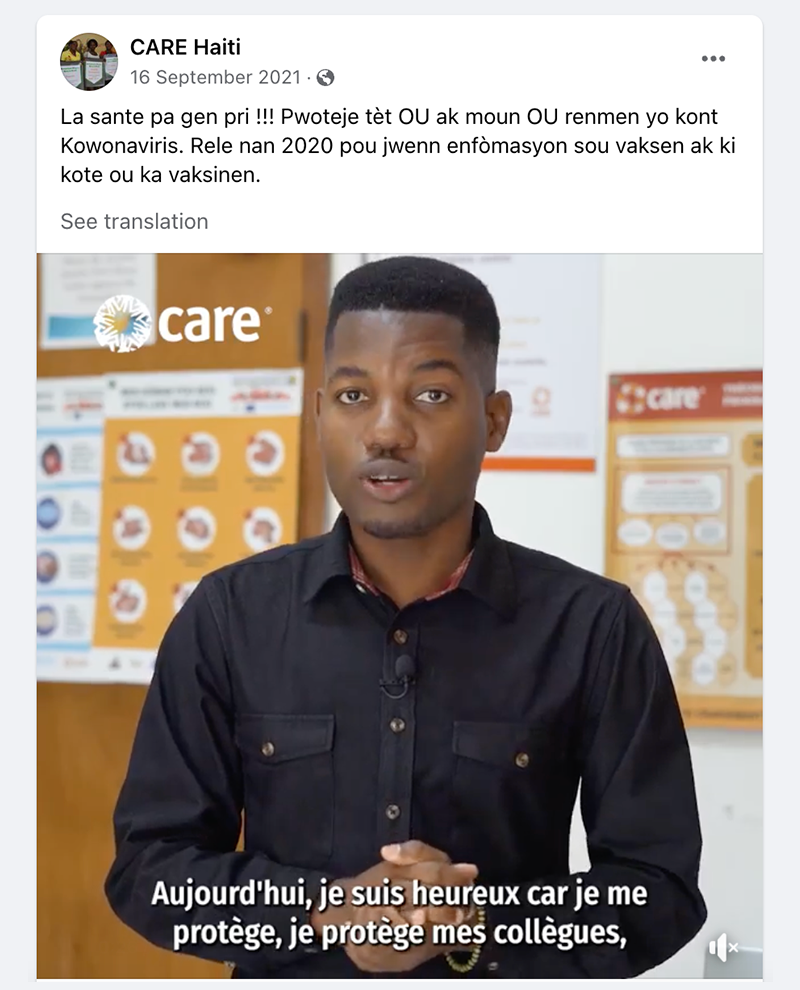 CARE Haiti
16 September 2021 ·
La sante pa gen pri !!! Pwoteje tèt OU ak moun OU renmen yo kont
Kowonaviris. Rele nan 2020 pou jwenn enfòmasyon sou vaksen ak ki
kote ou ka vaksinen.
See translation
care®
care
Aujourd'hui, je suis heureux car je me
protège, je protège mes collègues,